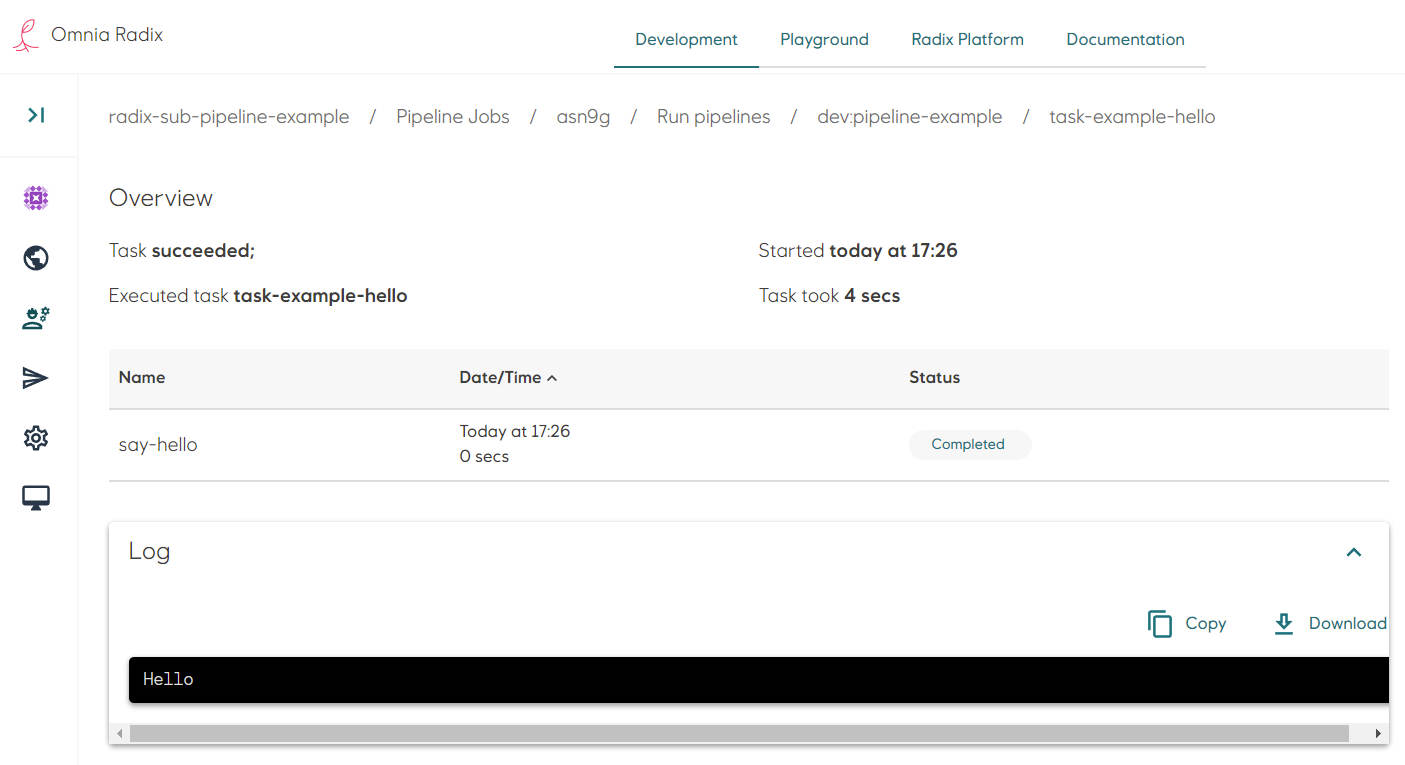 Omnia Radix
Development Playground Radix Platform Documentation
radix-sub-pipeline-example / Pipeline Jobs / asn9g / Run pipelines / dev:pipeline-example / task-example-hello
Overview
Task succeeded;
Started today at 17:26
Executed task task-example-hello
Task took 4 secs
Name Date/Time Status
say-hello
Today at 17:26
0 secs
Completed
Log
Copy Download
Hello